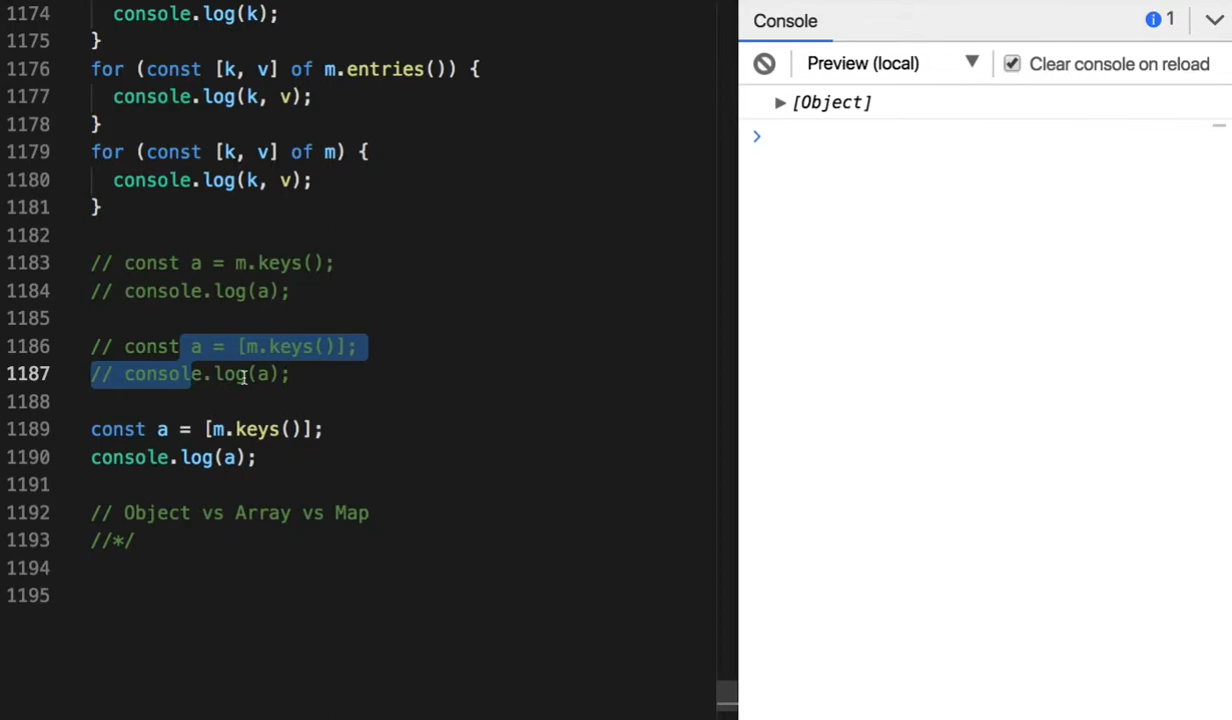 1174 console.log(k);
1175 }
1176 for (const [k, v] of m.entries()) {
1177 console.log(k, v);
1178 }
1179 for (const [k, v] of m) {
1180 console.log(k, v);
1181 }
1182
1183 // const a = m.keys();
1184 // console.log(a);
1185
1186 // const a = [m.keys()];
1187 // console.log(a);
1188
1189 const a = [m.keys()];
1190 console.log(a);
1191
1192 // Object vs Array vs Map
1193 //*/
1194
1195
Console 1
Preview (local) Clear console on reload
[Object]